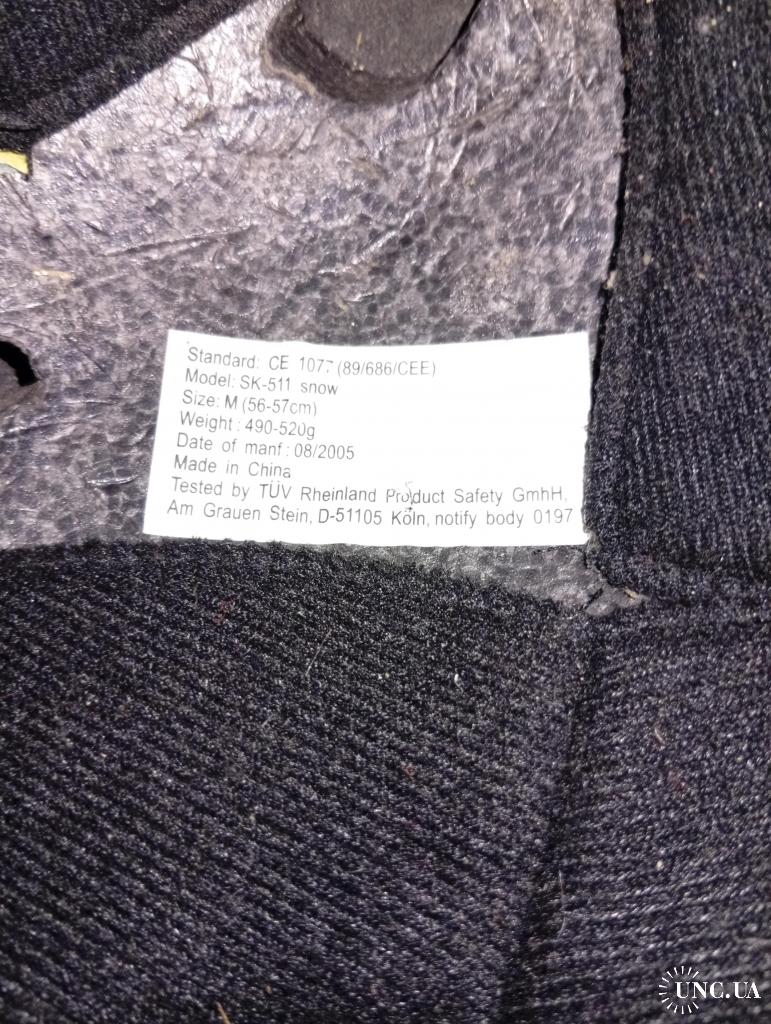 Standard: CE 1077 (89/686/CEE)
Model: SK-511 snow
Size: M (56-57cm)
Weight: 490-520g
Date of manf: 08/2005
Made in China
Tested by TÜV Rheinland Product Safety GmhH,
Am Grauen Stein, D-51105 Köln, notify body 0197
UNC.UA